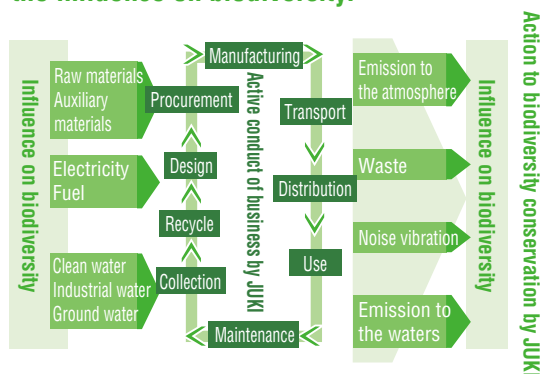 the influence on biodiversity.
Influence on biodiversity
Raw materials
Auxiliary
materials
Electricity
Fuel
Clean water
Industrial water
Ground water
Manufacturing
Procurement
Design
Recycle
Collection
Maintenance
Active conduct of business by JUKI
Transport
Distribution
Use
Emission to
the atmosphere
Waste
Noise vibration
Emission to
the waters
Influence on biodiversity
Action to biodiversity conservation by JUKI